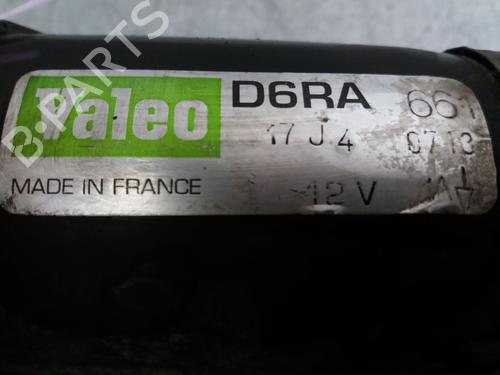 Valeo D6RA 661
17 J 4 0713
MADE IN FRANCE 12 V
B-PARTS